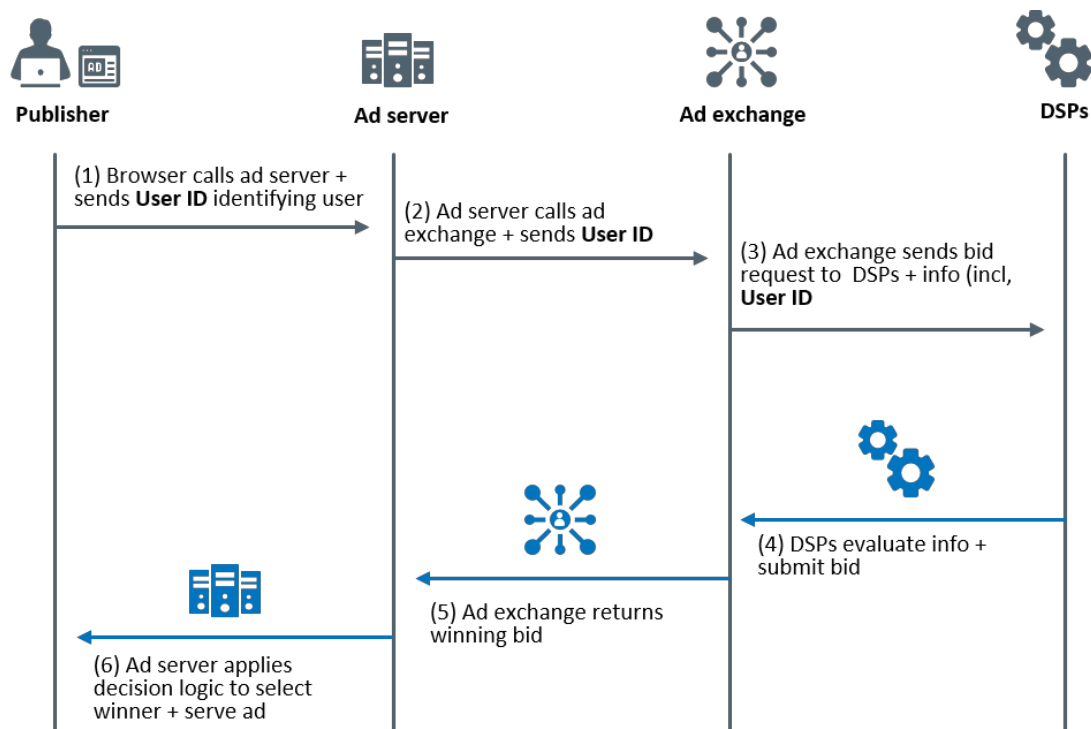 AD
Publisher
Ad server
Ad exchange
DSPs
(1) Browser calls ad server +
sends User ID identifying user
(2) Ad server calls ad
exchange + sends User ID
(3) Ad exchange sends bid
request to  DSPs + info (incl,
User ID
(4) DSPs evaluate info +
submit bid
(5) Ad exchange returns
winning bid
(6) Ad server applies
decision logic to select
winner + serve ad